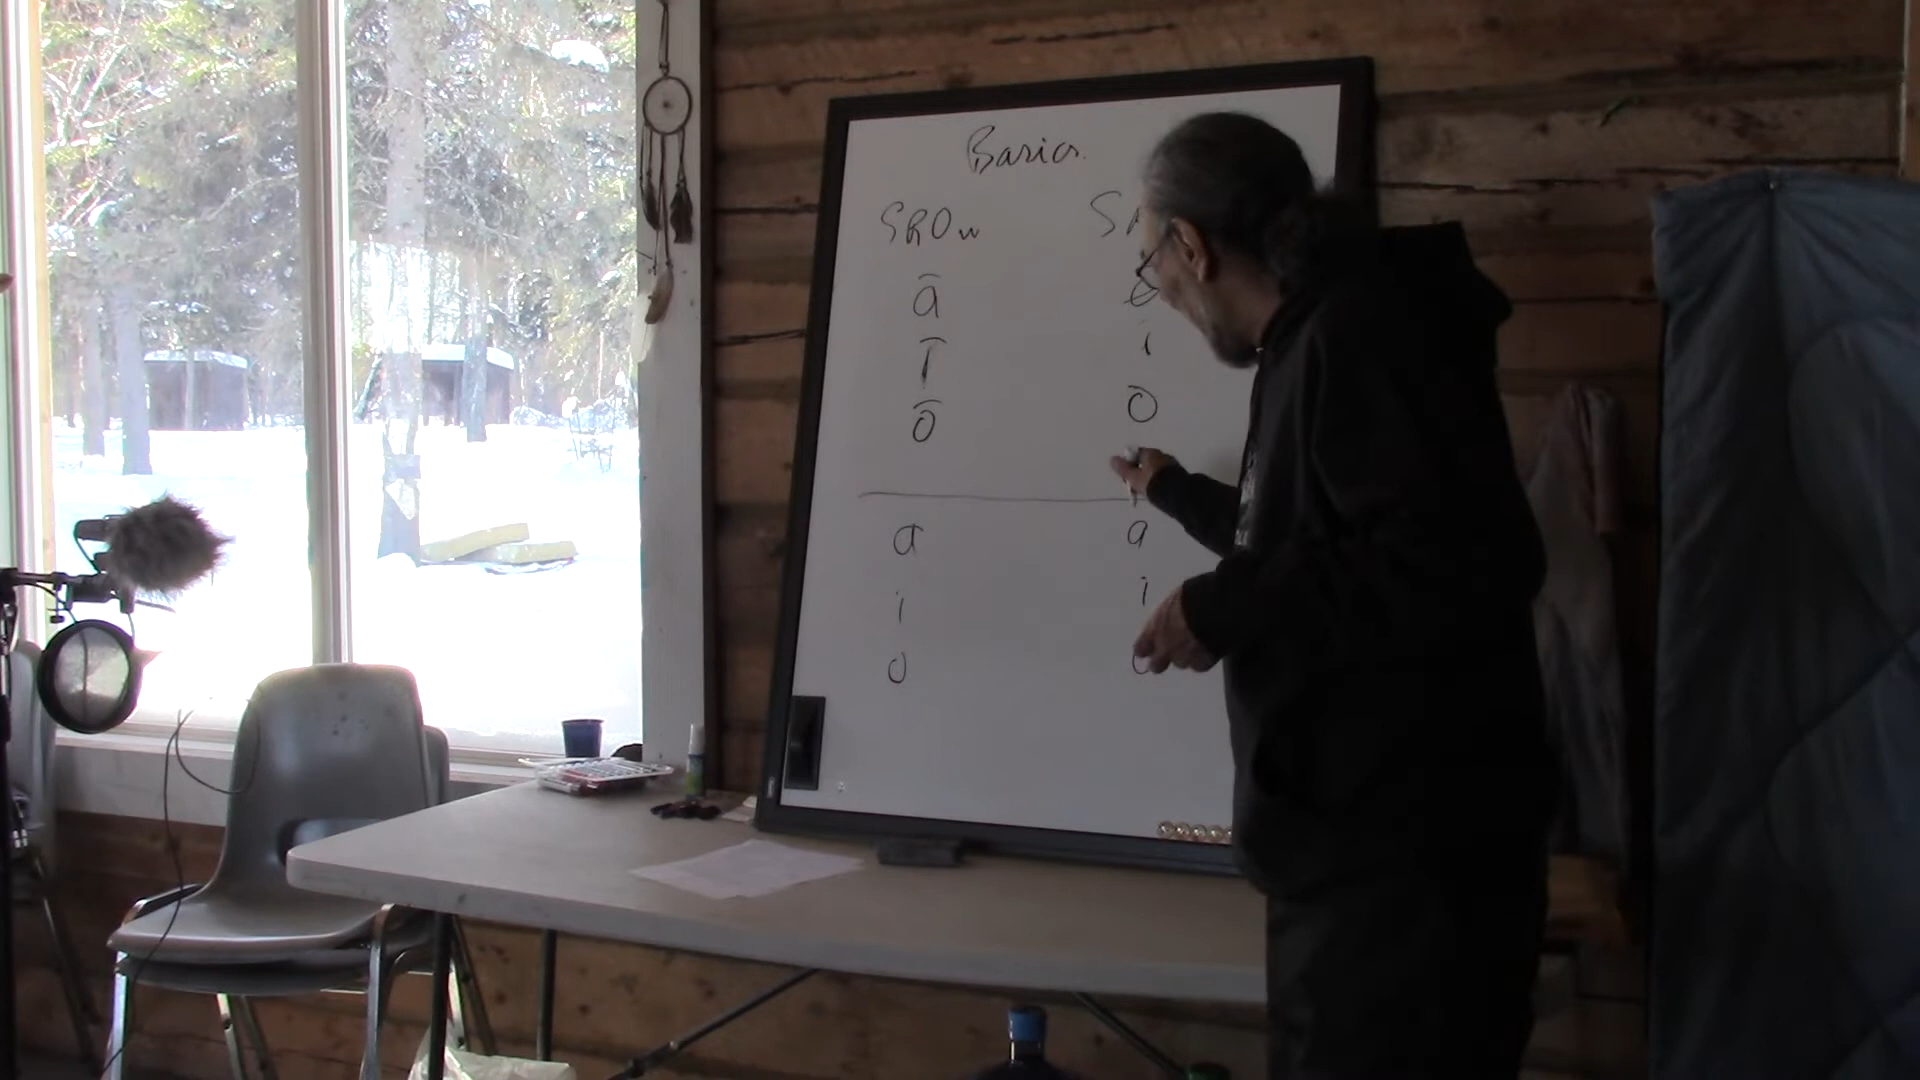 Basics
SROw S
ā
ī i
ō o
a a
i i
o